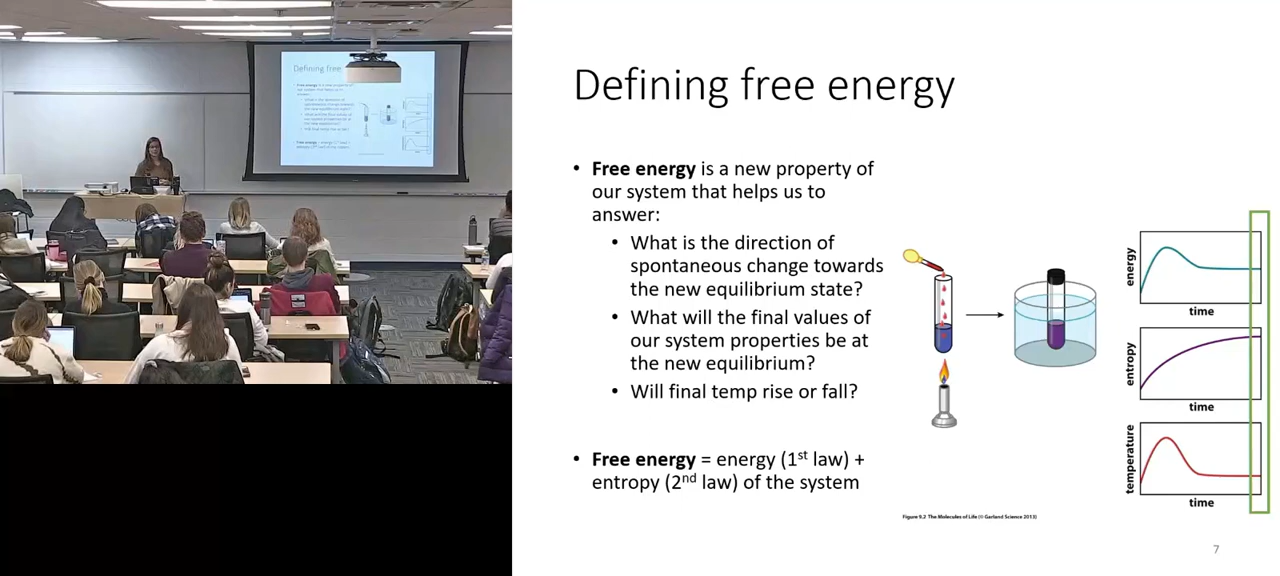 Defining free
Defining free energy
• Free energy is a new property of
our system that helps us to
answer:
• What is the direction of
spontaneous change towards
the new equilibrium state?
• What will the final values of
our system properties be at
the new equilibrium?
• Will final temp rise or fall?
• Free energy = energy (1st law) +
entropy (2nd law) of the system
energy
time
entropy
time
temperature
time
Figure 9.2 The Molecules of Life (© Garland Science 2013)
7